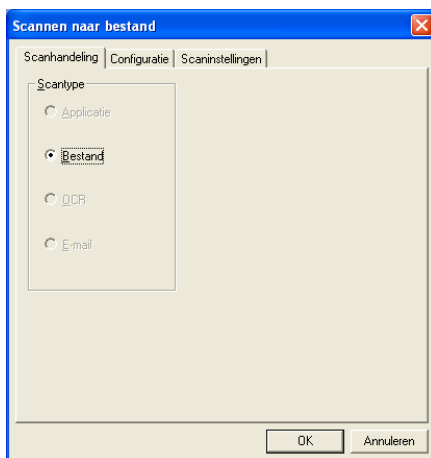 Scannen naar bestand
Scanhandeling Configuratie Scaninstellingen
Scantype
Applicatie
Bestand
OCR
E-mail
OK Annuleren